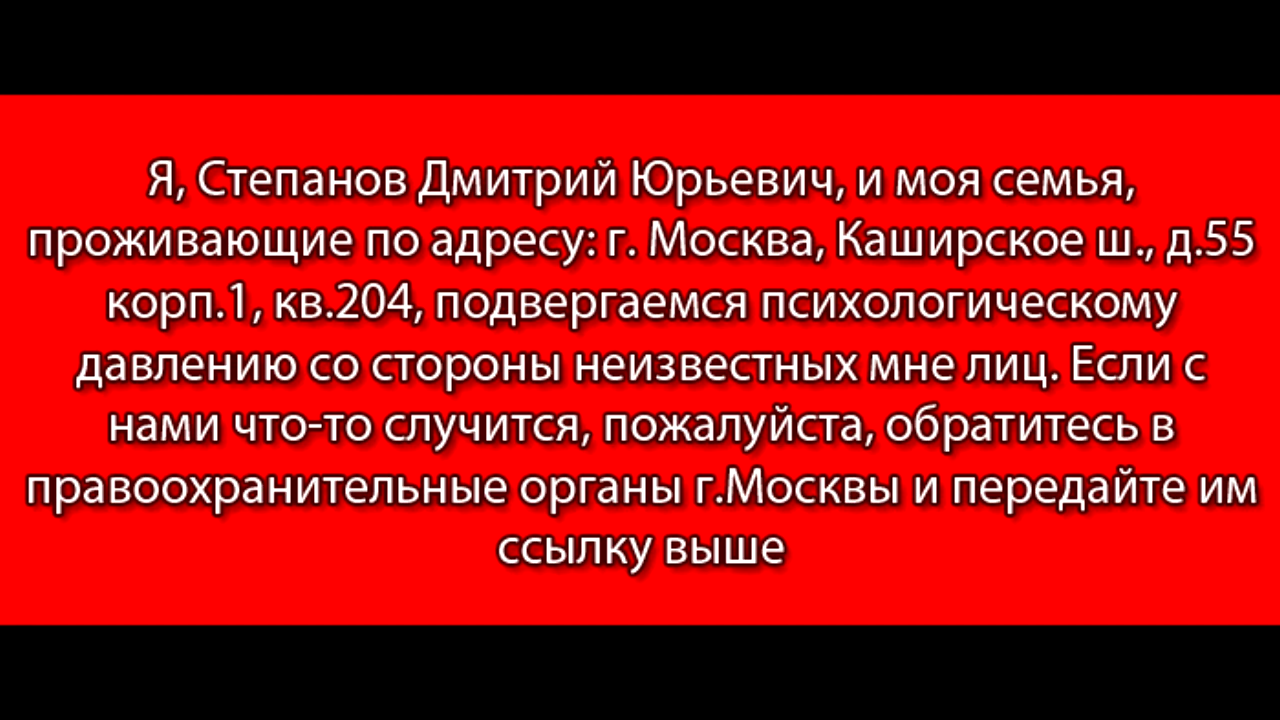 Я, Степанов Дмитрий Юрьевич, и моя семья,
проживающие по адресу: г. Москва, Каширское ш., д.55
корп.1, кв.204, подвергаемся психологическому
давлению со стороны неизвестных мне лиц. Если с
нами что-то случится, пожалуйста, обратитесь в
правоохранительные органы г.Москвы и передайте им
ссылку выше